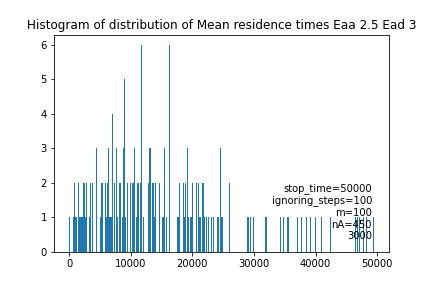 Histogram of distribution of Mean residence times Eaa 2.5 Ead 3
6
5
4
3
2
1
0
stop_time=50000
ignoring_steps=100
m=100
nA=450
3000
0 10000 20000 30000 40000 50000